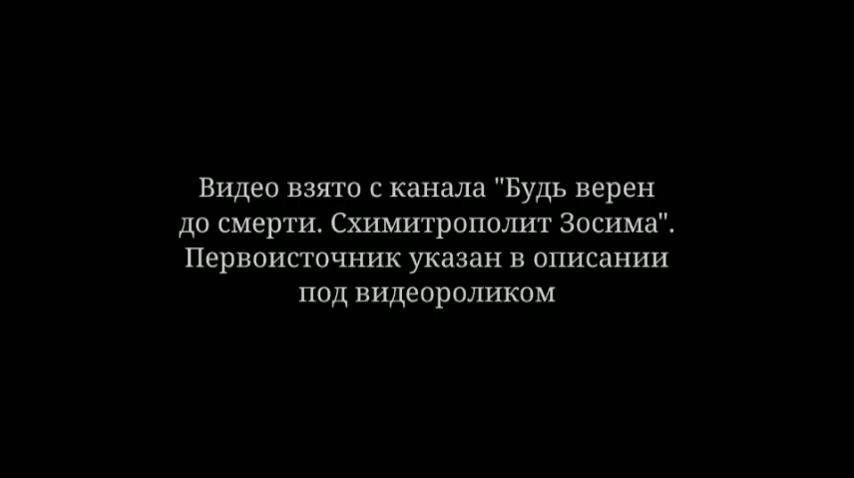 Видео взято с канала "Будь верен
до смерти. Схимитрополит Зосима".
Первоисточник указан в описании
под видеороликом